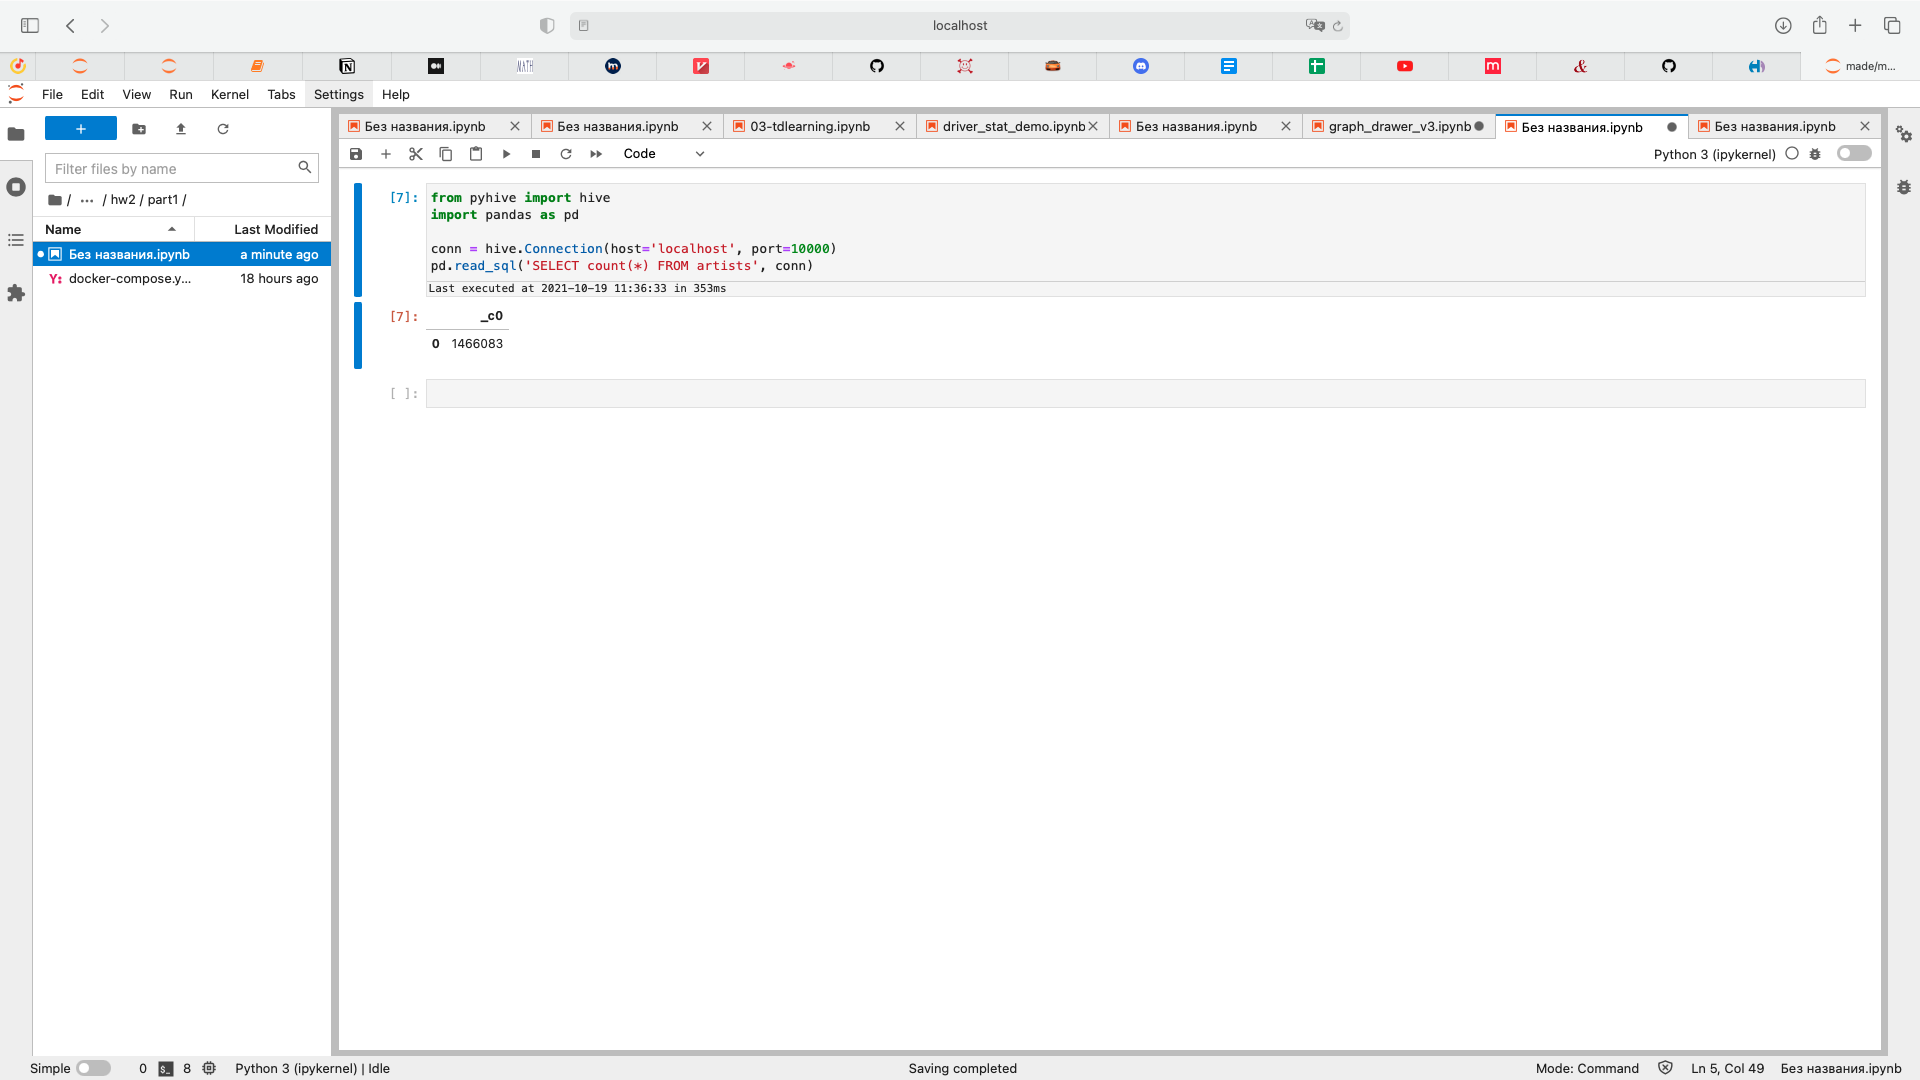 localhost
MATH
made/m...
File Edit View Run Kernel Tabs Settings Help
Без названия.ipynb
Без названия.ipynb
03-tdlearning.ipynb
driver_stat_demo.ipynb
Без названия.ipynb
graph_drawer_v3.ipynb
Без названия.ipynb
Без названия.ipynb
Code
Python 3 (ipykernel)
Filter files by name
/ ... / hw2 / part1 /
Name Last Modified
Без названия.ipynb a minute ago
Y: docker-compose.y... 18 hours ago
[7]: from pyhive import hive
import pandas as pd
conn = hive.Connection(host='localhost', port=10000)
pd.read_sql('SELECT count(*) FROM artists', conn)
Last executed at 2021-10-19 11:36:33 in 353ms
[7]: _c0
0 1466083
[ ]:
Simple 0 8 Python 3 (ipykernel) | Idle
Saving completed
Mode: Command Ln 5, Col 49 Без названия.ipynb